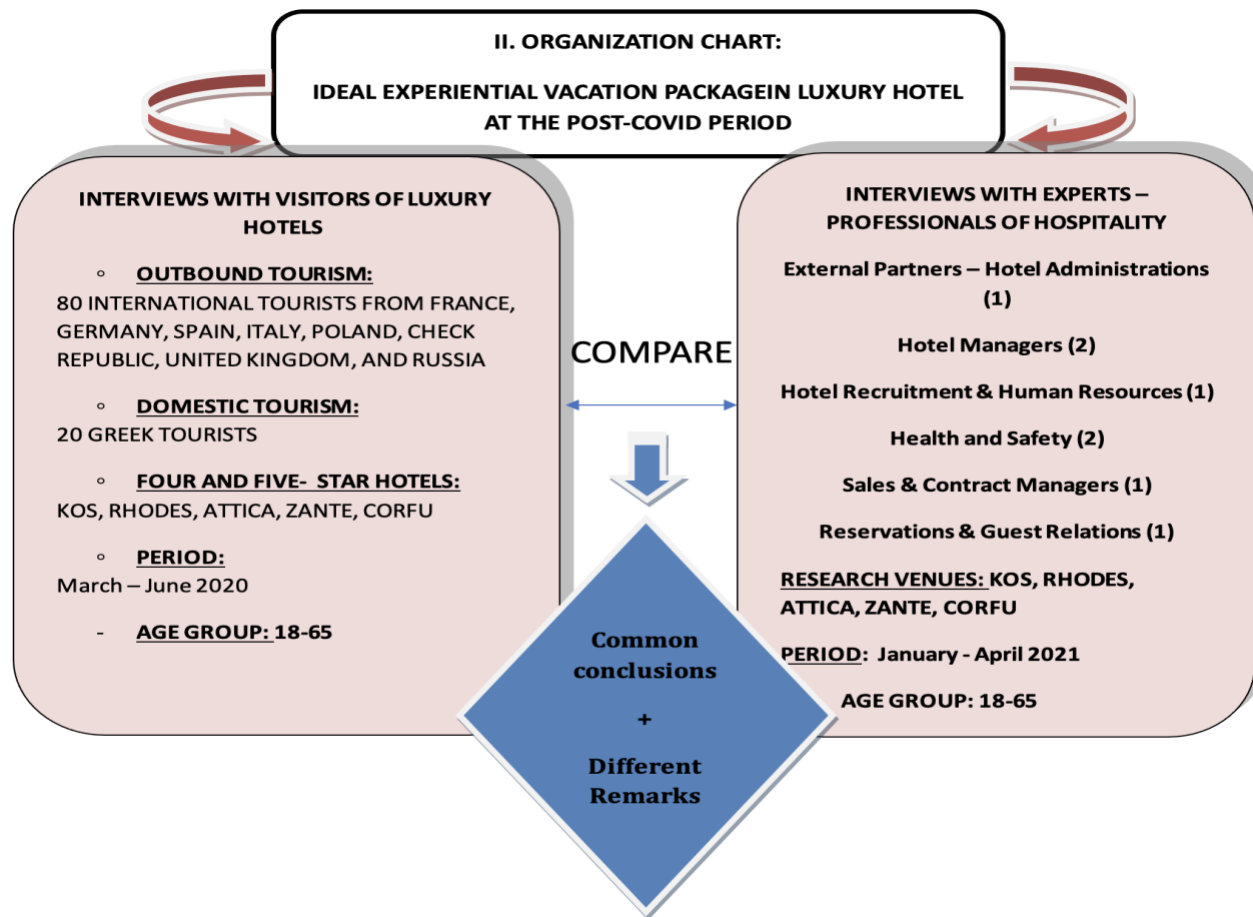 II. ORGANIZATION CHART:
IDEAL EXPERIENTIAL VACATION PACKAGEIN LUXURY HOTEL
AT THE POST-COVID PERIOD
INTERVIEWS WITH VISITORS OF LUXURY
HOTELS
◦ OUTBOUND TOURISM:
80 INTERNATIONAL TOURISTS FROM FRANCE,
GERMANY, SPAIN, ITALY, POLAND, CHECK
REPUBLIC, UNITED KINGDOM, AND RUSSIA
◦ DOMESTIC TOURISM:
20 GREEK TOURISTS
◦ FOUR AND FIVE- STAR HOTELS:
KOS, RHODES, ATTICA, ZANTE, CORFU
◦ PERIOD:
March – June 2020
- AGE GROUP: 18-65
COMPARE
INTERVIEWS WITH EXPERTS –
PROFESSIONALS OF HOSPITALITY
External Partners – Hotel Administrations
(1)
Hotel Managers (2)
Hotel Recruitment & Human Resources (1)
Health and Safety (2)
Sales & Contract Managers (1)
Reservations & Guest Relations (1)
RESEARCH VENUES: KOS, RHODES,
ATTICA, ZANTE, CORFU
PERIOD: January - April 2021
AGE GROUP: 18-65
Common
conclusions
+
Different
Remarks